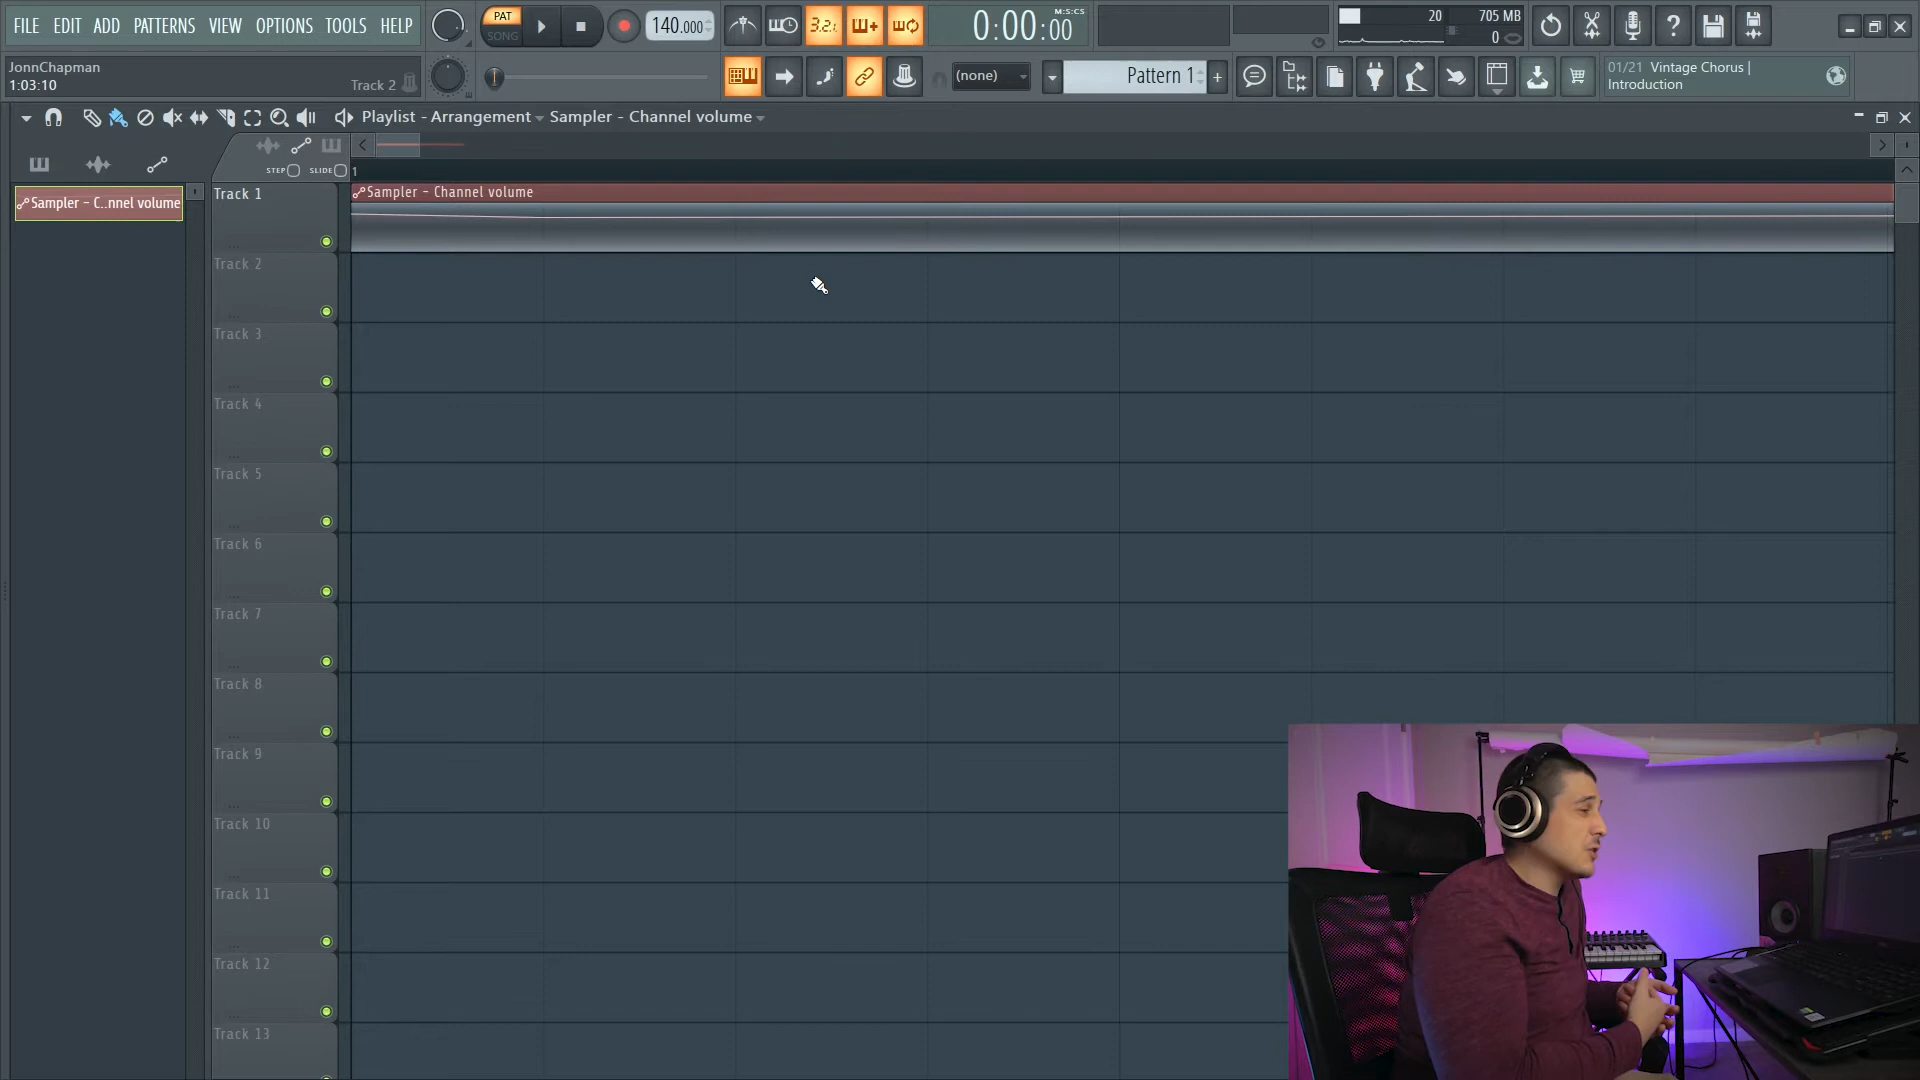 FILE EDIT ADD PATTERNS VIEW OPTIONS TOOLS HELP
PAT
SONG
140.000
3.2.1
0:00:00
M:S:CS
20
705 MB
0
JonnChapman
1:03:10
Track 2
(none)
Pattern 1
+
01/21 Vintage Chorus |
Introduction
Playlist - Arrangement
Sampler - Channel volume
STEP
SLIDE
1
Sampler - C..nnel volume
Sampler - Channel volume
Track 1
Track 2
Track 3
Track 4
Track 5
Track 6
Track 7
Track 8
Track 9
Track 10
Track 11
Track 12
Track 13